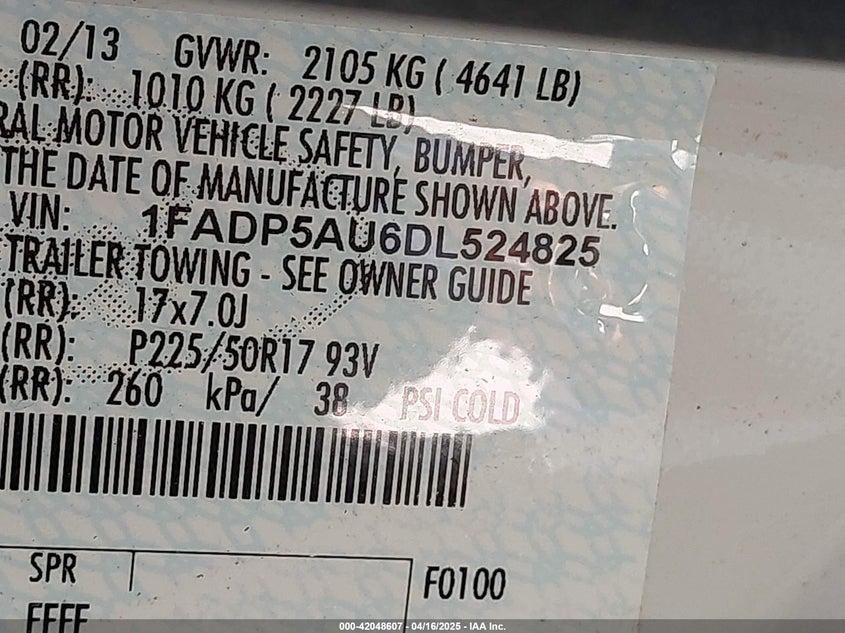 02/13 GVWR: 2105 KG ( 4641 LB)
(RR): 1010 KG ( 2227 LB)
RAL MOTOR VEHICLE SAFETY, BUMPER,
THE DATE OF MANUFACTURE SHOWN ABOVE.
VIN: 1FADP5AU6DL524825
TRAILER TOWING - SEE OWNER GUIDE
(RR): 17x7.0J
(RR): P225/50R17 93V
(RR): 260 kPa/ 38 PSI COLD
SPR F0100
FFFF
000-42048607 - 04/16/2025 - IAA Inc.